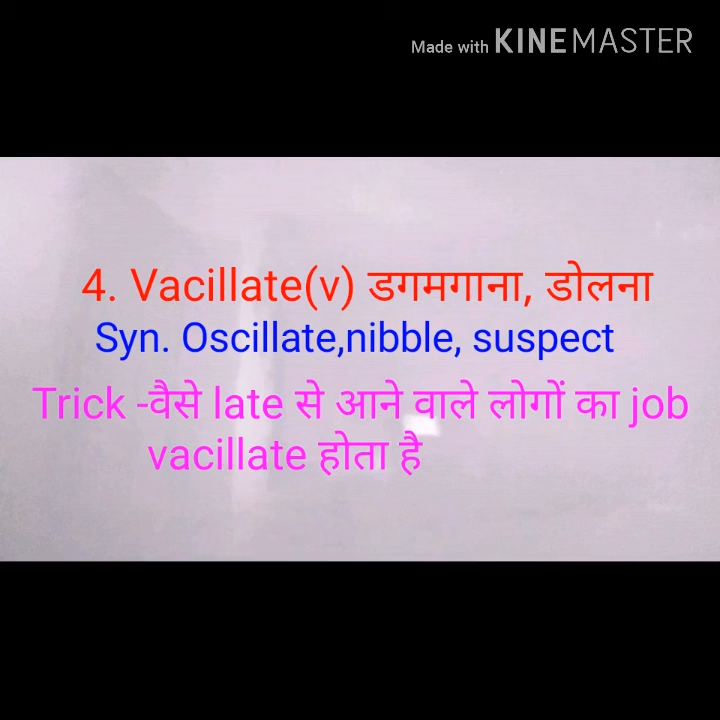 Made with KINEMASTER
4. Vacillate(v) डगमगाना, डोलना
Syn. Oscillate,nibble, suspect
Trick -वैसे late से आने वाले लोगों का job
vacillate होता है